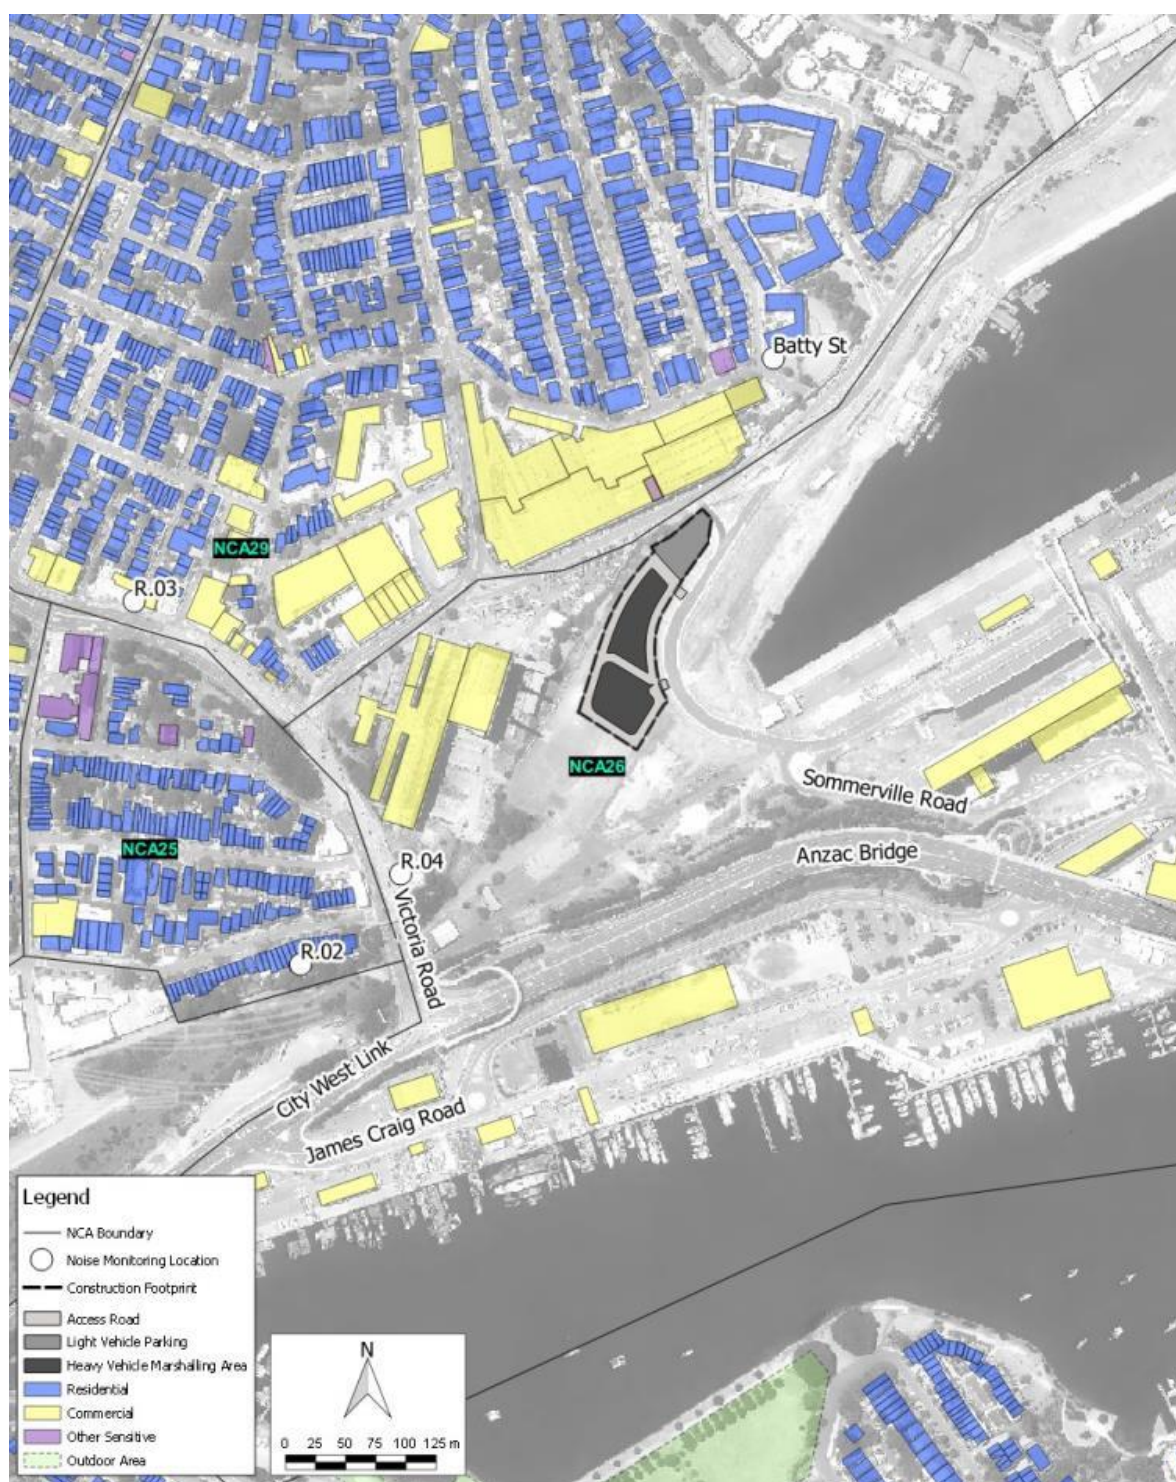 Batty St
NCA29
R.03
NCA26
Sommerville Road
NCA25
Anzac Bridge
R.04
Victoria Road
R.02
City West Link
James Craig Road
Legend
NCA Boundary
Noise Monitoring Location
Construction Footprint
Access Road
Light Vehicle Parking
Heavy Vehicle Marshalling Area
Residential
Commercial
Other Sensitive
Outdoor Area
N
0 25 50 75 100 125 m